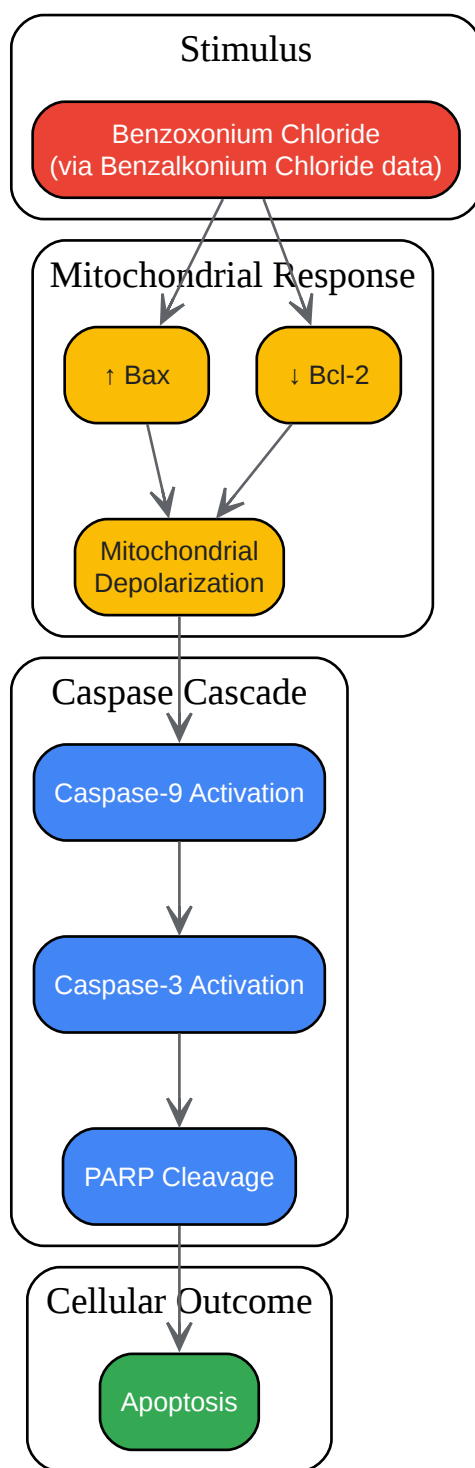 Stimulus
Benzoxonium Chloride
(via Benzalkonium Chloride data)
Mitochondrial Response
↑ Bax
↓ Bcl-2
Mitochondrial
Depolarization
Caspase Cascade
Caspase-9 Activation
Caspase-3 Activation
PARP Cleavage
Cellular Outcome
Apoptosis